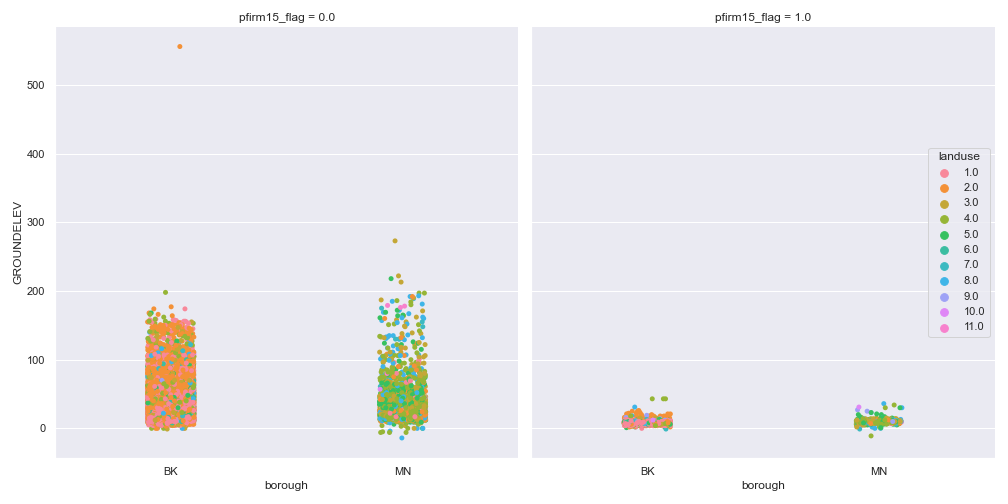 pfirm15_flag = 0.0
pfirm15_flag = 1.0
500
400
300
200
100
0
GROUNDELEV
BK
MN
borough
BK
MN
borough
landuse
1.0
2.0
3.0
4.0
5.0
6.0
7.0
8.0
9.0
10.0
11.0